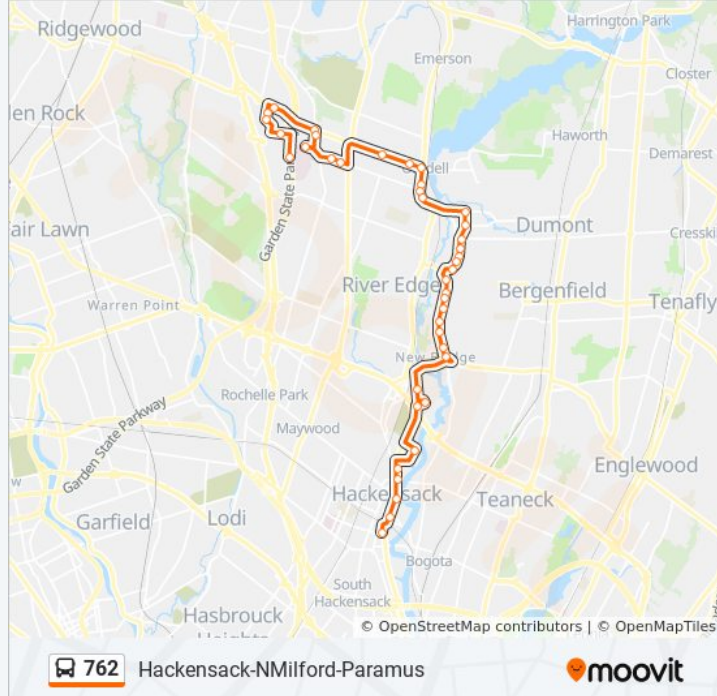 Ridgewood
Harrington Park
Emerson
Closter
len Rock
Haworth
Demarest
dell
air Lawn
Garden State Pa
Dumont
Cresski
River Edge
Bergenfield
Tenafly
Warren Point
New Bridge
Rochelle Park
Garden State Parkway
Maywood
Englewood
Hackensack
Teaneck
Garfield
Lodi
Bogota
South
Hackensack
Hasbrouck
Heights
© OpenStreetMap contributors | © OpenMapTiles
762 Hackensack-NMilford-Paramus
moovit